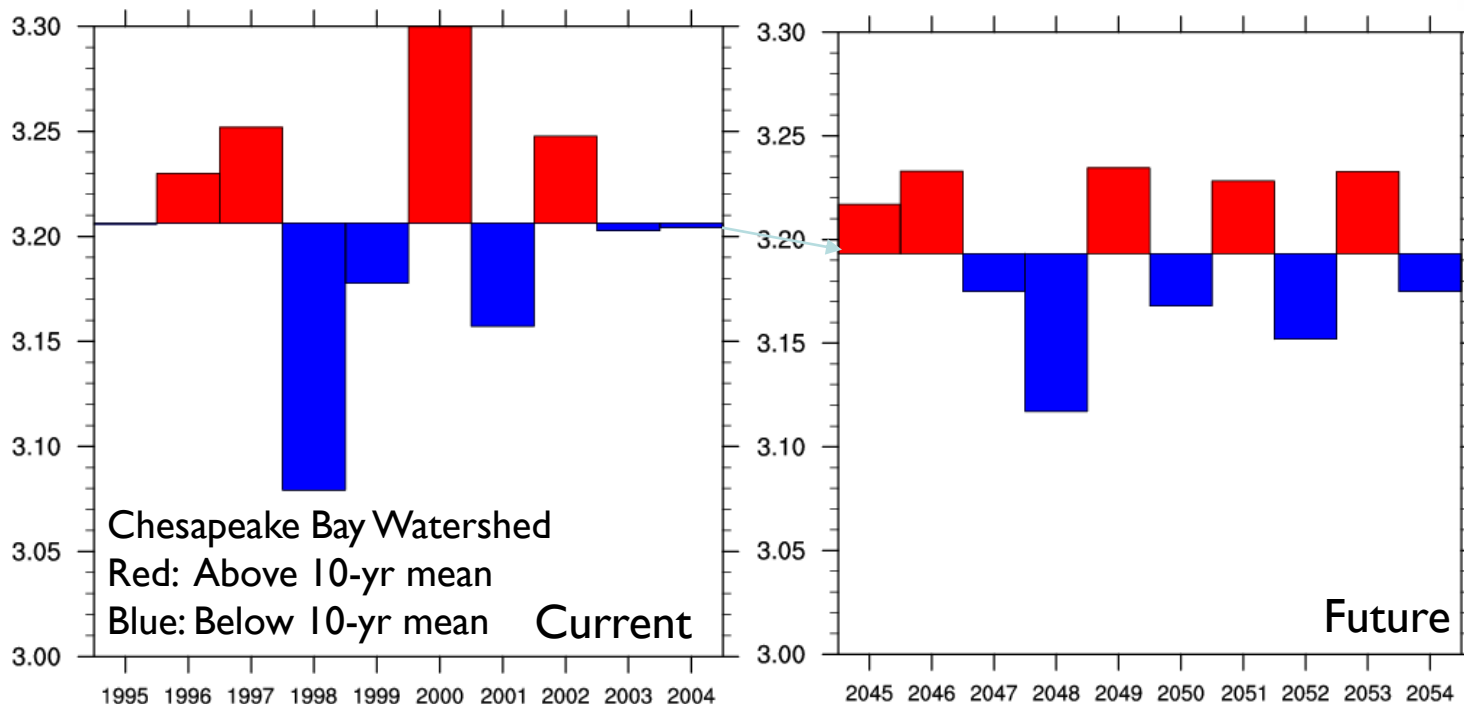 3.30
3.25
3.20
3.15
3.10
3.05
3.00
1995 1996 1997 1998 1999 2000 2001 2002 2003 2004
Chesapeake Bay Watershed
Red: Above 10-yr mean
Blue: Below 10-yr mean
Current
3.30
3.25
3.20
3.15
3.10
3.05
3.00
2045 2046 2047 2048 2049 2050 2051 2052 2053 2054
Future